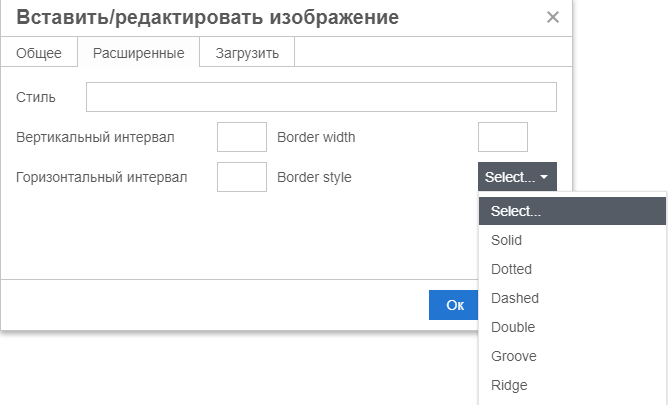 Вставить/редактировать изображение
Общее Расширенные Загрузить
Стиль
Вертикальный интервал Border width
Горизонтальный интервал Border style Select...
Select...
Solid
Dotted
Ок Dashed
Double
Groove
Ridge